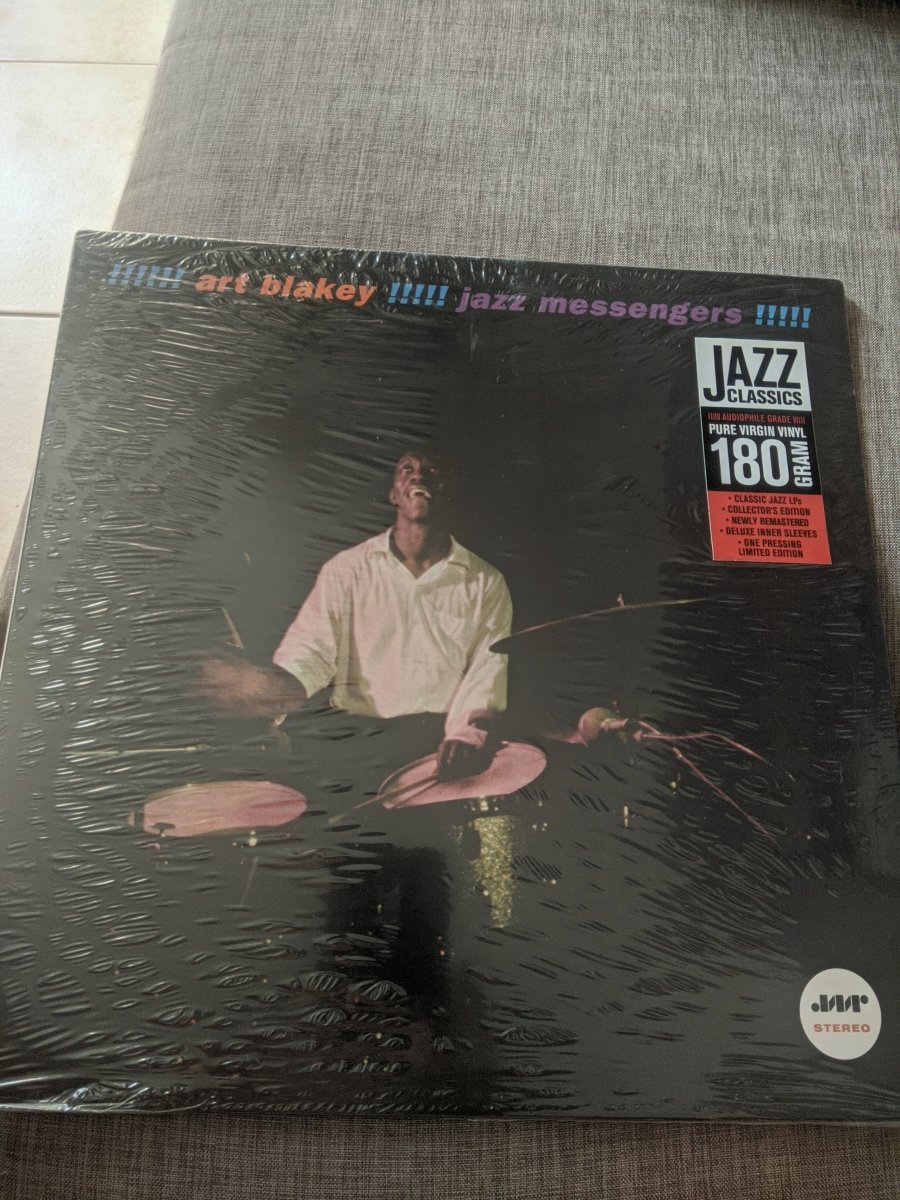 !!!!!! art blakey !!!!! jazz messengers !!!!!
JAZZ
CLASSICS
!!!!! AUDIOPHILE GRADE !!!!!
PURE VIRGIN VINYL
180 GRAM
• CLASSIC JAZZ LPs
• COLLECTOR'S EDITION
• NEWLY REMASTERED
• DELUXE INNER SLEEVES
• ONE PRESSING
LIMITED EDITION
STEREO